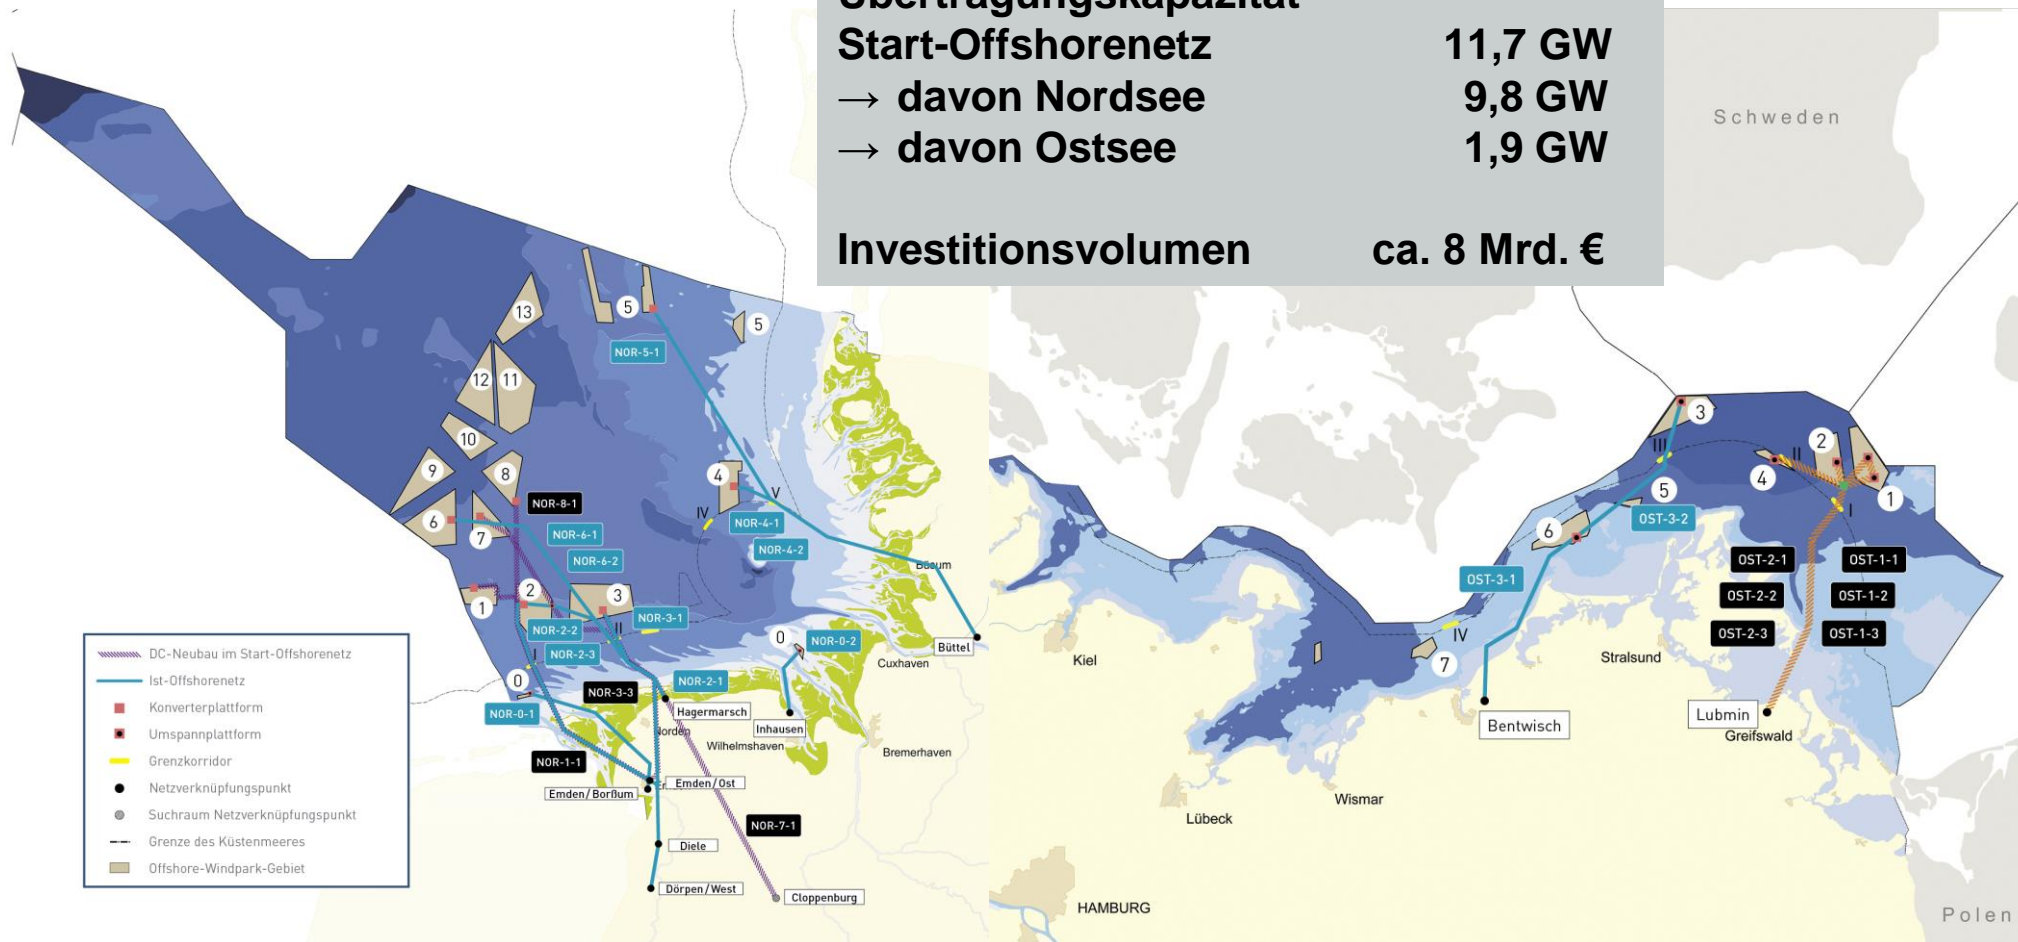 Übertragungskapazität
Start-Offshorenetz 11,7 GW
→ davon Nordsee 9,8 GW
→ davon Ostsee 1,9 GW
Investitionsvolumen ca. 8 Mrd. €
Schweden
13
5
5
NOR-5-1
12
11
10
9
8
4
V
NOR-8-1
IV
NOR-4-1
6
7
NOR-6-1
NOR-4-2
NOR-6-2
Büsum
1
2
3
NOR-3-1
II
NOR-2-2
0
NOR-0-2
NOR-2-3
I
Büttel
Cuxhaven
0
NOR-3-3
NOR-2-1
NOR-0-1
Hagermarsch
Norden
Inhausen
Wilhelmshaven
Bremerhaven
NOR-1-1
Emden/Ost
Emden/Borßum
NOR-7-1
Diele
Dörpen/West
Cloppenburg
DC-Neubau im Start-Offshorenetz
Ist-Offshorenetz
Konverterplattform
Umspannplattform
Grenzkorridor
Netzverknüpfungspunkt
Suchraum Netzverknüpfungspunkt
Grenze des Küstenmeeres
Offshore-Windpark-Gebiet
3
III
2
II
4
1
5
I
OST-3-2
6
OST-2-1
OST-1-1
OST-3-1
OST-2-2
OST-1-2
OST-2-3
OST-1-3
IV
7
Kiel
Stralsund
Bentwisch
Lubmin
Greifswald
Wismar
Lübeck
HAMBURG
Polen